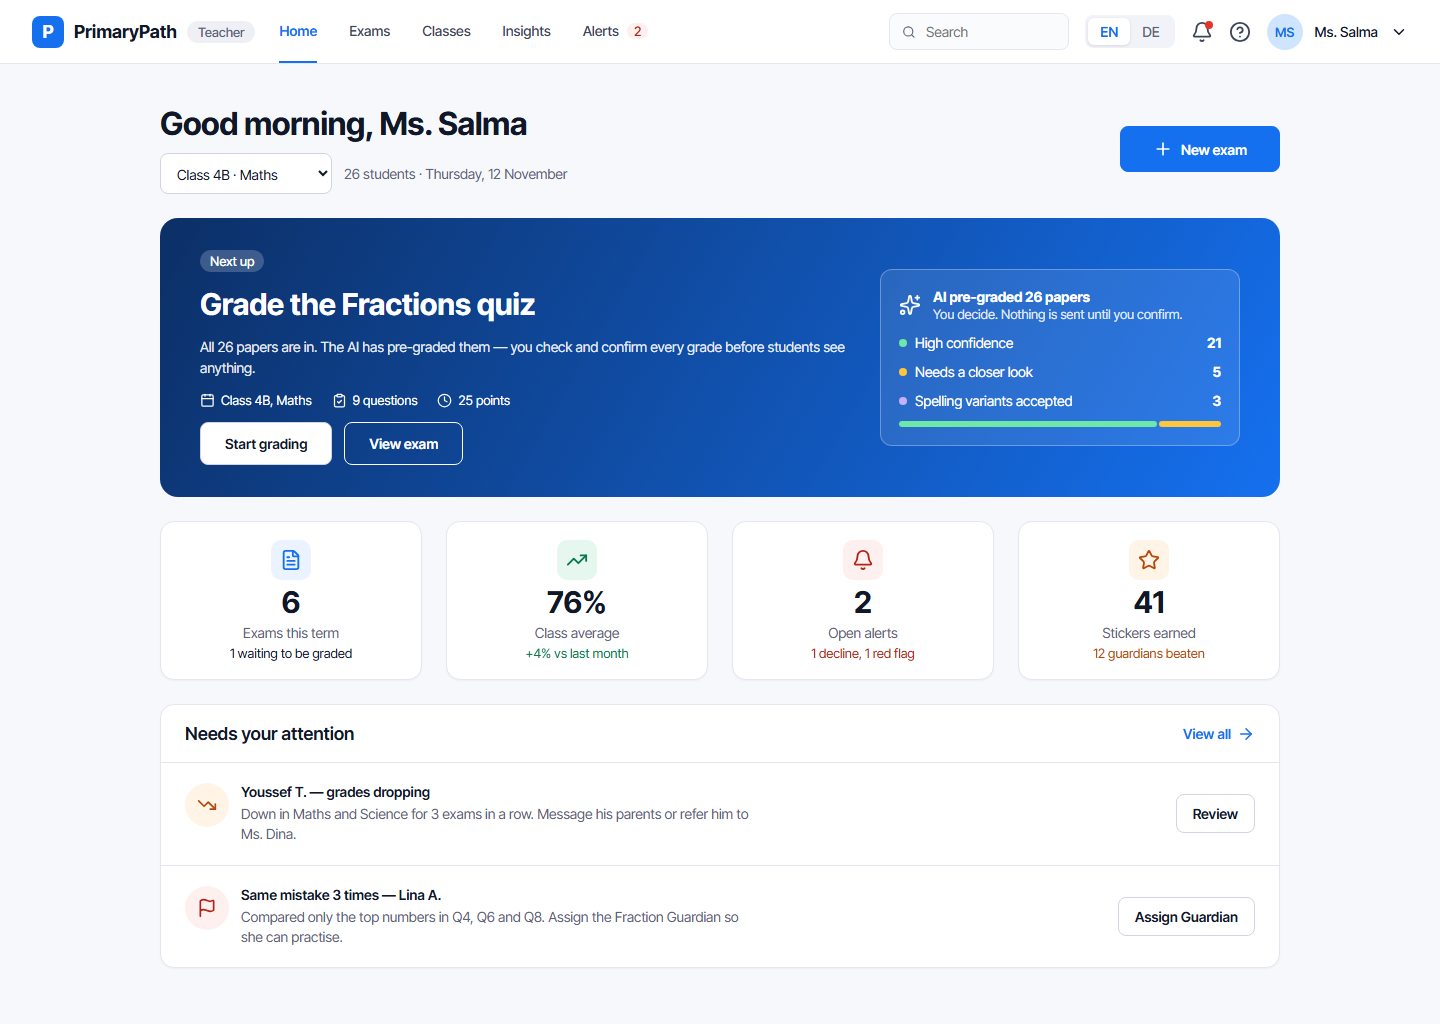 P PrimaryPath Teacher Home Exams Classes Insights Alerts 2 Search EN DE MS Ms. Salma
Good morning, Ms. Salma
Class 4B · Maths 26 students · Thursday, 12 November
New exam
Next up
Grade the Fractions quiz
All 26 papers are in. The AI has pre-graded them — you check and confirm every grade before students see
anything.
Class 4B, Maths 9 questions 25 points
Start grading View exam
AI pre-graded 26 papers
You decide. Nothing is sent until you confirm.
High confidence 21
Needs a closer look 5
Spelling variants accepted 3
6
Exams this term
1 waiting to be graded
76%
Class average
+4% vs last month
2
Open alerts
1 decline, 1 red flag
41
Stickers earned
12 guardians beaten
Needs your attention View all
Youssef T. — grades dropping
Down in Maths and Science for 3 exams in a row. Message his parents or refer him to
Ms. Dina.
Review
Same mistake 3 times — Lina A.
Compared only the top numbers in Q4, Q6 and Q8. Assign the Fraction Guardian so
she can practise.
Assign Guardian